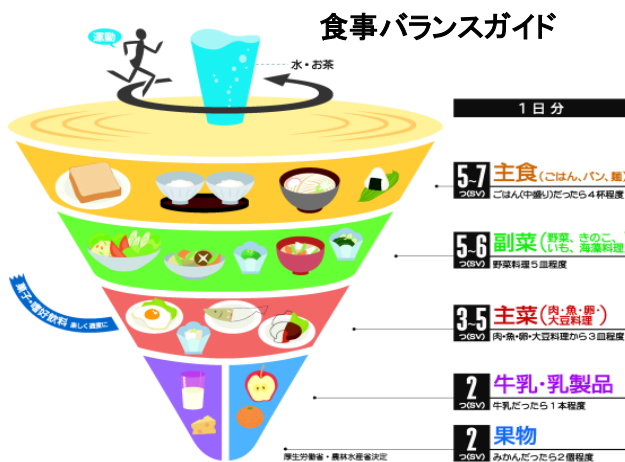 食事バランスガイド
運動
水・お茶
1日分
5~7
つ(SV)
主食(ごはん、パン、麺)
ごはん(中盛り)だったら4杯程度
5~6
つ(SV)
副菜(野菜、きのこ、
いも、海藻料理
野菜料理5皿程度
菓子・嗜好飲料 楽しく適度に
3~5
つ(SV)
主菜(肉・魚・卵・
大豆料理)
肉・魚・卵・大豆料理から3皿程度
2
つ(SV)
牛乳・乳製品
牛乳だったら1本程度
2
つ(SV)
果物
みかんだったら2個程度
厚生労働省・農林水産省決定